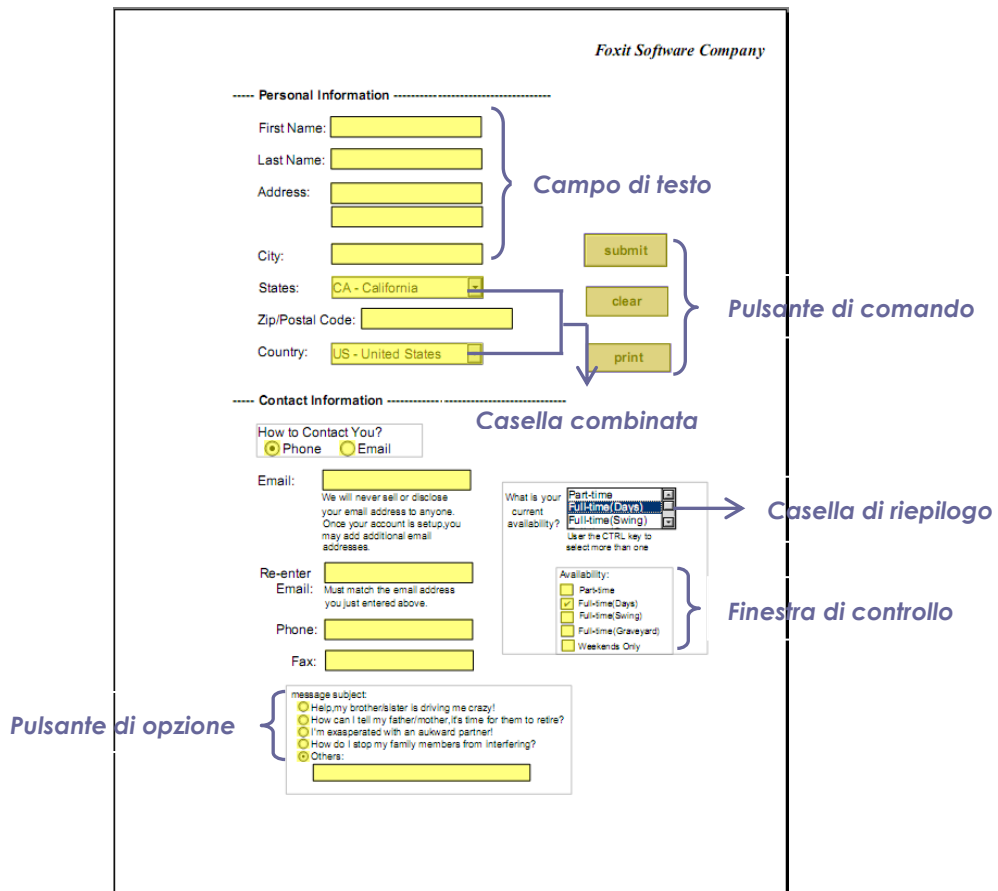 Foxit Software Company
----- Personal Information -------------------------------------
First Name:
Last Name:
Address:
Campo di testo
City:
submit
States: CA - California
clear
Pulsante di comando
Zip/Postal Code:
Country: US - United States
print
----- Contact Information ------------------------------------------
Casella combinata
How to Contact You?
Phone Email
Email:
We will never sell or disclose
your email address to anyone.
Once your account is setup,you
may add additional email
addresses.
What is your
current
availability?
Part-time
Full-time(Days)
Full-time(Swing)
User the CTRL key to
select more than one
Casella di riepilogo
Re-enter
Email:
Must match the email address
you just entered above.
Availability:
Part-time
Full-time(Days)
Full-time(Swing)
Full-time(Graveyard)
Weekends Only
Finestra di controllo
Phone:
Fax:
message subject:
Help,my brother/sister is driving me crazy!
How can I tell my father/mother,it's time for them to retire?
I'm exasperated with an aukward partner!
How do I stop my family members from interfering?
Others:
Pulsante di opzione